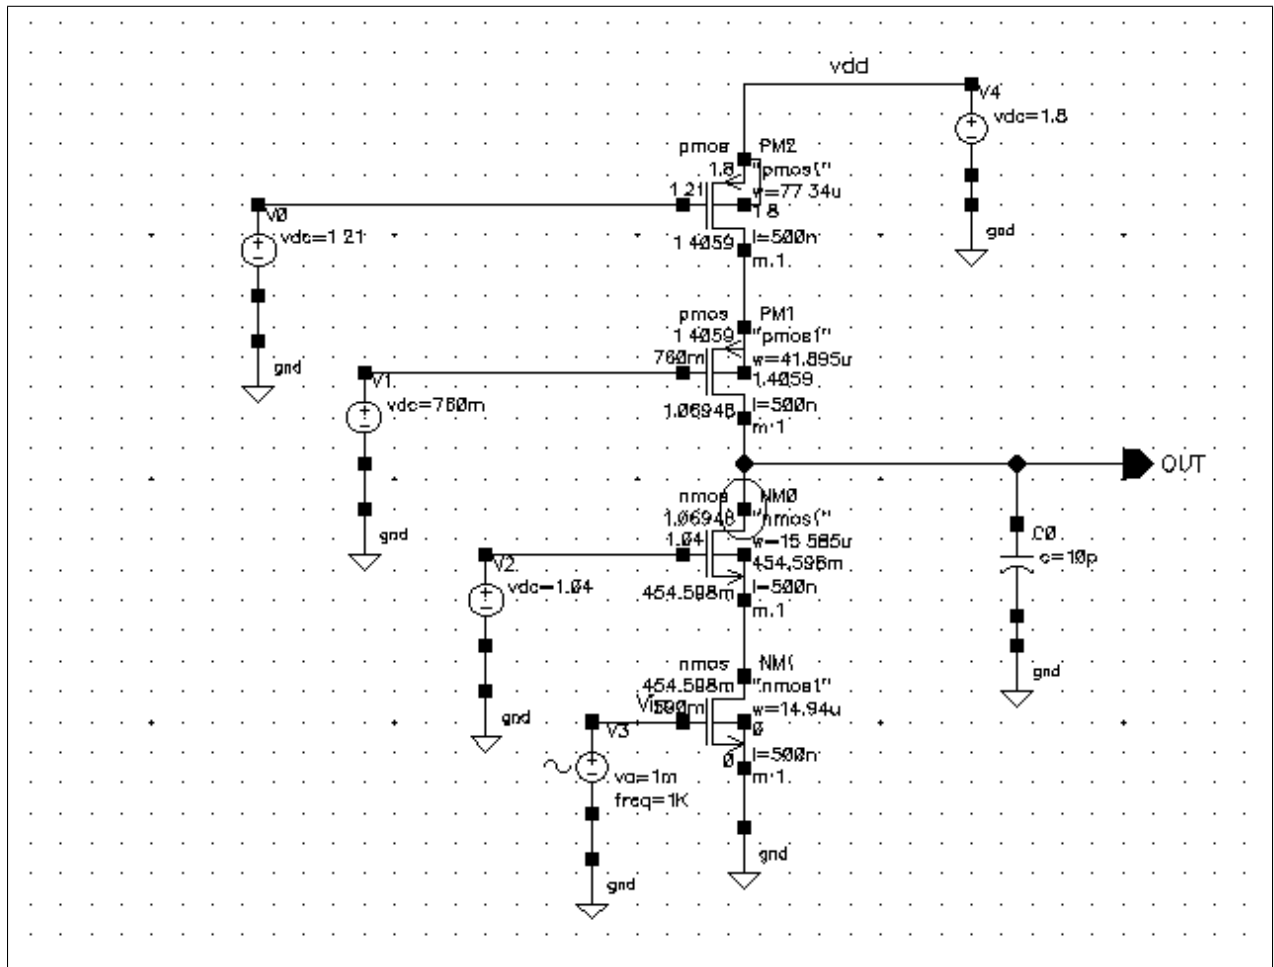 vdd
V4
vdc=1.8
gnd
pmos PM2
1.8 "pmos1"
1.21 w=77.34u
1.8
1.4059 l=500n
m:1
V0
vdc=1.21
gnd
pmos PM1
1.4059 "pmos1"
760m w=41.895u
1.4059
1.06948 l=500n
m:1
V1
vdc=760m
gnd
OUT
nmos NM0
1.06948 "nmos1"
1.04 w=15.585u
454.598m
454.598m l=500n
m:1
V2
vdc=1.04
gnd
C0
c=10p
gnd
nmos NM1
454.598m "nmos1"
590m w=14.94u
0
0 l=500n
m:1
V3
va=1m
freq=1K
gnd
gnd